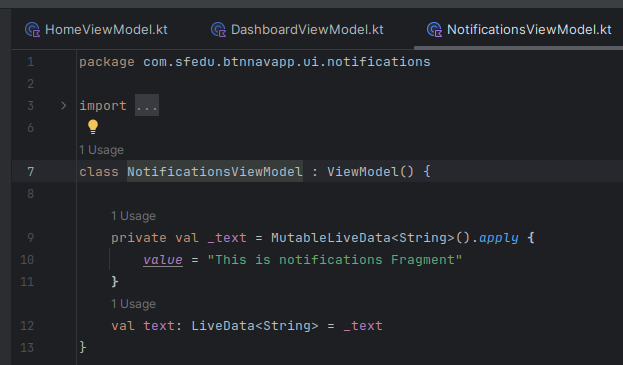 HomeViewModel.kt DashboardViewModel.kt NotificationsViewModel.kt
1 package com.sfedu.btnnavapp.ui.notifications
2
3 import ...
6
1 Usage
7 class NotificationsViewModel : ViewModel() {
8
1 Usage
9 private val _text = MutableLiveData<String>().apply {
10 value = "This is notifications Fragment"
11 }
1 Usage
12 val text: LiveData<String> = _text
13 }